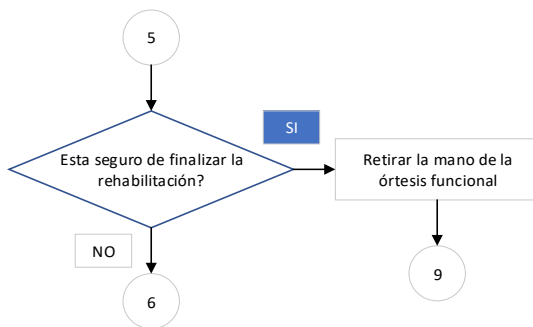 5
Esta seguro de finalizar la
rehabilitación?
SI
Retirar la mano de la
órtesis funcional
NO
6
9